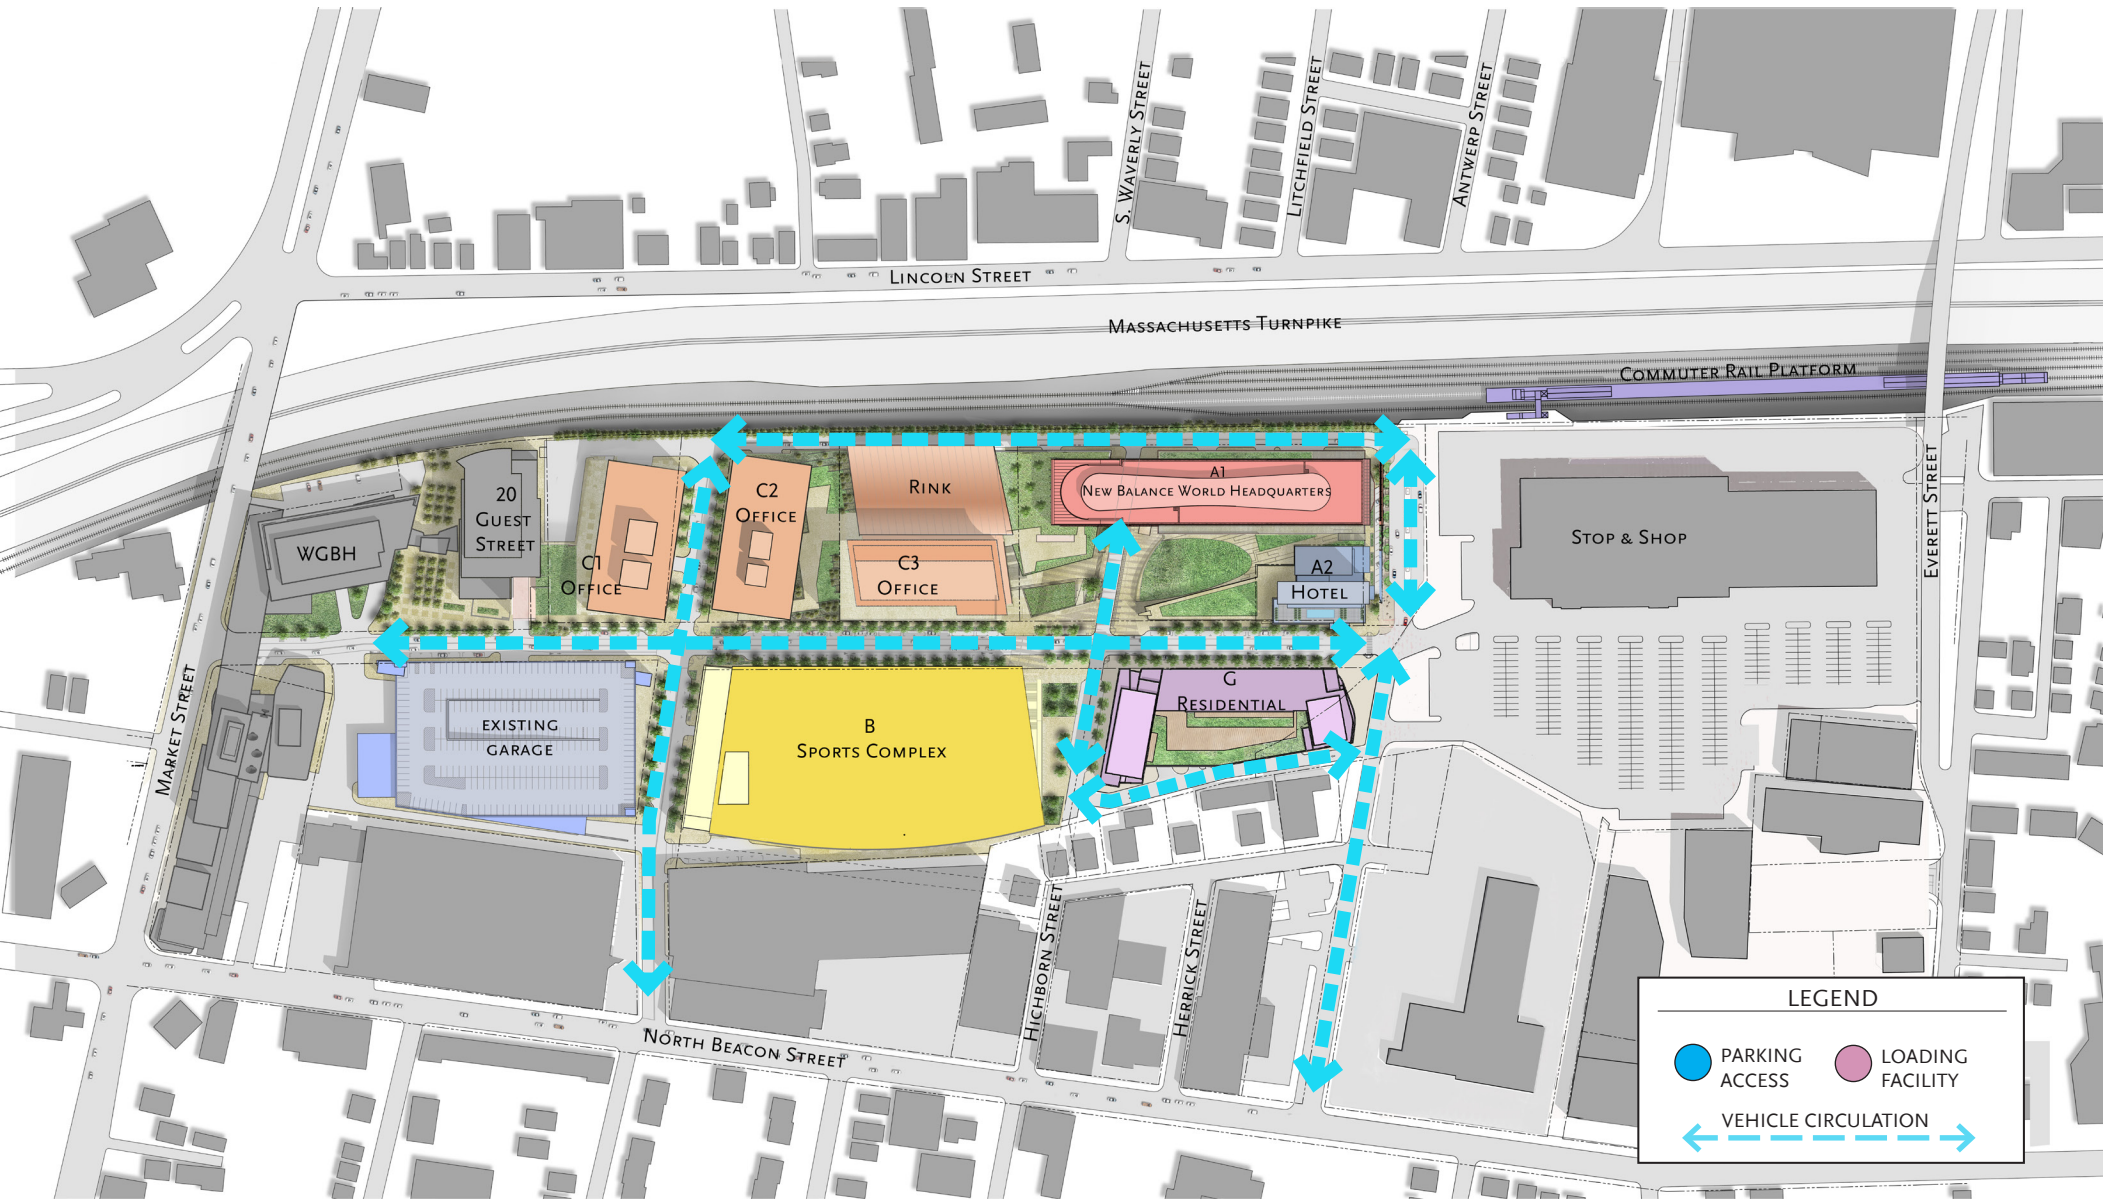 S. Waverly Street
Litchfield Street
Antwerp Street
Lincoln Street
Massachusetts Turnpike
Commuter Rail Platform
Everett Street
Market Street
WGBH
20
Guest
Street
C1
Office
C2
Office
Rink
C3
Office
A1
New Balance World Headquarters
A2
Hotel
Stop & Shop
existing
garage
B
Sports Complex
G
Residential
Hichborn Street
Herrick Street
North Beacon Street
LEGEND
PARKING
ACCESS
LOADING
FACILITY
VEHICLE CIRCULATION